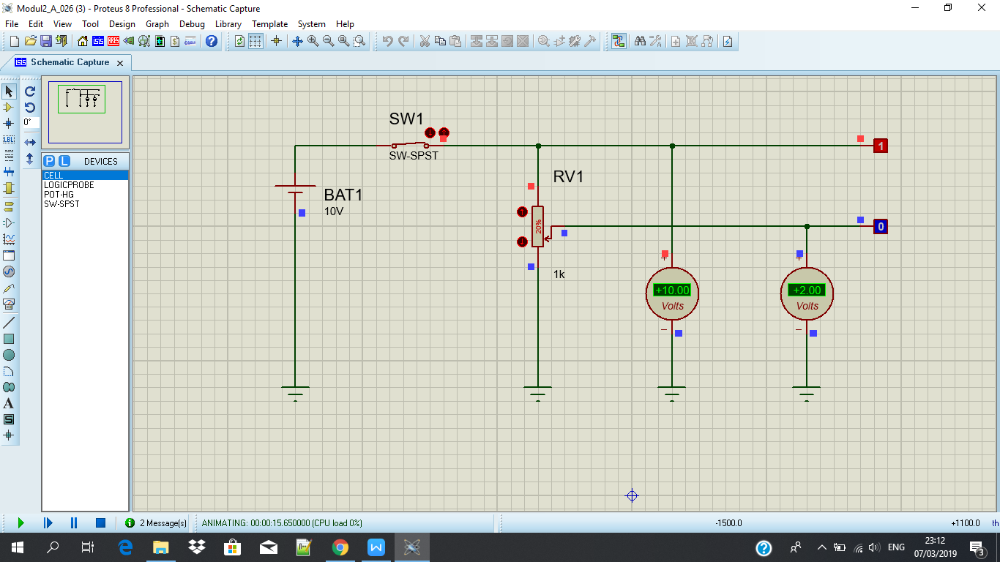 Modul2_A_026 (3) - Proteus 8 Professional - Schematic Capture
File Edit View Tool Design Graph Debug Library Template System Help
Schematic Capture
0°
LBL
P L DEVICES
CELL
LOGICPROBE
POT-HG
SW-SPST
A
S
SW1
SW-SPST
1
RV1
BAT1
10V
20%
0
1k
+
+
+10.00
+2.00
Volts
Volts
2 Message(s)
ANIMATING: 00:00:15.650000 (CPU load 0%)
-1500.0
+1100.0
th
ENG
23:12
07/03/2019
3